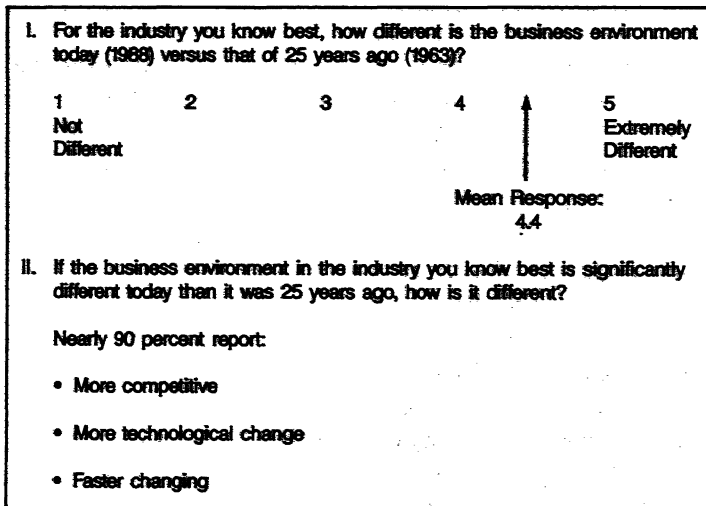 I. For the industry you know best, how different is the business environment
today (1988) versus that of 25 years ago (1963)?
1 2 3 4 5
Not Extremely
Different Different
Mean Response:
4.4
II. If the business environment in the industry you know best is significantly
different today than it was 25 years ago, how is it different?
Nearly 90 percent report:
• More competitive
• More technological change
• Faster changing